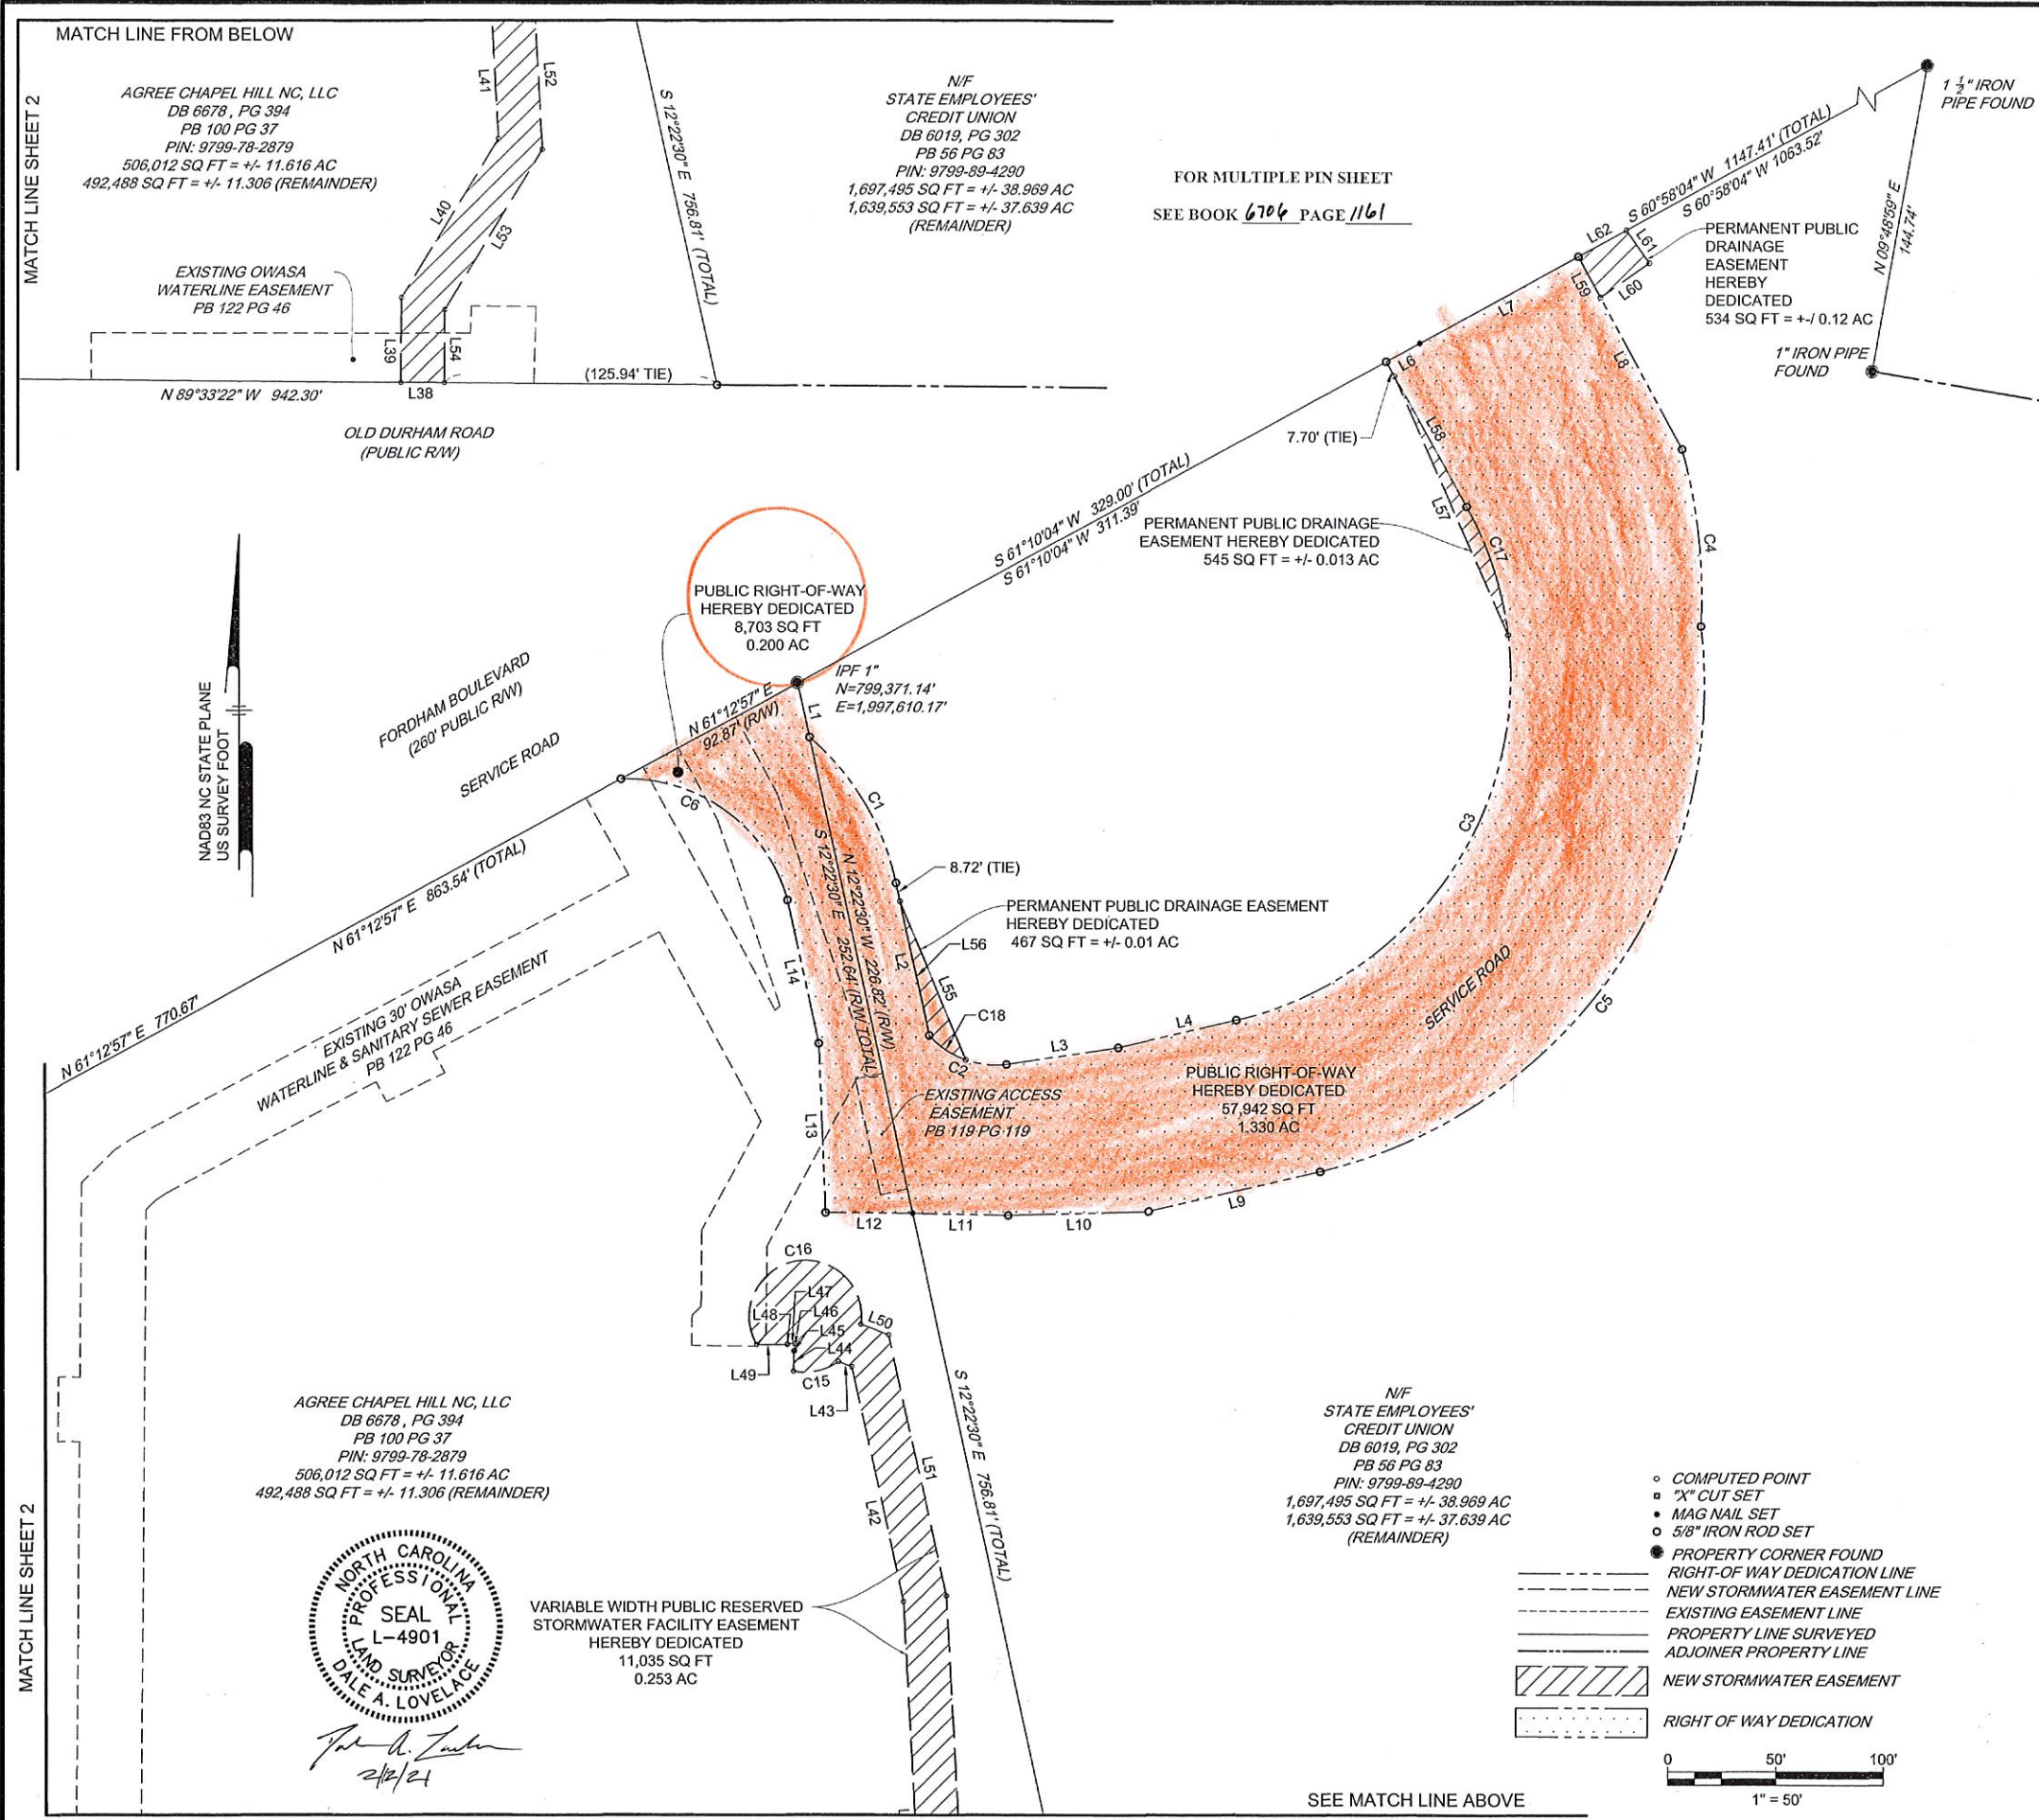 MATCH LINE FROM BELOW
MATCH LINE SHEET 2
AGREE CHAPEL HILL NC, LLC
DB 6678 , PG 394
PB 100 PG 37
PIN: 9799-78-2879
506,012 SQ FT = +/- 11.616 AC
492,488 SQ FT = +/- 11.306 (REMAINDER)
L41
L52
L40
L53
EXISTING OWASA
WATERLINE EASEMENT
PB 122 PG 46
L39
L54
N 89°33'22" W 942.30'
L38
(125.94' TIE)
OLD DURHAM ROAD
(PUBLIC R/W)
S 12°22'30" E 756.81' (TOTAL)
N/F
STATE EMPLOYEES'
CREDIT UNION
DB 6019, PG 302
PB 56 PG 83
PIN: 9799-89-4290
1,697,495 SQ FT = +/- 38.969 AC
1,639,553 SQ FT = +/- 37.639 AC
(REMAINDER)
FOR MULTIPLE PIN SHEET
SEE BOOK 6706 PAGE 1161
1 1/2" IRON
PIPE FOUND
S 60°58'04" W 1147.41' (TOTAL)
S 60°58'04" W 1063.52'
N 09°48'59" E
144.74'
L62
L61
L59
L60
PERMANENT PUBLIC
DRAINAGE
EASEMENT
HEREBY
DEDICATED
534 SQ FT = +-/ 0.12 AC
1" IRON PIPE
FOUND
L7
L6
L8
7.70' (TIE)
L58
L57
C17
C4
S 61°10'04" W 329.00' (TOTAL)
S 61°10'04" W 311.39'
PERMANENT PUBLIC DRAINAGE
EASEMENT HEREBY DEDICATED
545 SQ FT = +/- 0.013 AC
PUBLIC RIGHT-OF-WAY
HEREBY DEDICATED
8,703 SQ FT
0.200 AC
IPF 1"
N=799,371.14'
E=1,997,610.17'
NAD83 NC STATE PLANE
US SURVEY FOOT
FORDHAM BOULEVARD
(260' PUBLIC R/W)
SERVICE ROAD
N 61°12'57" E
92.87' (R/W)
L1
C6
C1
C3
N 61°12'57" E 863.54' (TOTAL)
N 61°12'57" E 770.67'
8.72' (TIE)
PERMANENT PUBLIC DRAINAGE EASEMENT
HEREBY DEDICATED
467 SQ FT = +/- 0.01 AC
N 12°22'30" W 226.82' (R/W)
S 12°22'30" E 252.64' (R/W TOTAL)
L56
L2
L55
L14
C18
C2
L3
L4
SERVICE ROAD
C5
EXISTING 30' OWASA
WATERLINE & SANITARY SEWER EASEMENT
PB 122 PG 46
EXISTING ACCESS
EASEMENT
PB 119 PG 119
PUBLIC RIGHT-OF-WAY
HEREBY DEDICATED
57,942 SQ FT
1.330 AC
L13
L12
L11
L10
L9
C16
L47
L48
L46
L45
L44
L50
L49
C15
L43
S 12°22'30" E 756.81' (TOTAL)
L51
L42
MATCH LINE SHEET 2
AGREE CHAPEL HILL NC, LLC
DB 6678 , PG 394
PB 100 PG 37
PIN: 9799-78-2879
506,012 SQ FT = +/- 11.616 AC
492,488 SQ FT = +/- 11.306 (REMAINDER)
NORTH CAROLINA
PROFESSIONAL
SEAL
L-4901
LAND SURVEYOR
DALE A. LOVELACE
2/12/21
VARIABLE WIDTH PUBLIC RESERVED
STORMWATER FACILITY EASEMENT
HEREBY DEDICATED
11,035 SQ FT
0.253 AC
N/F
STATE EMPLOYEES'
CREDIT UNION
DB 6019, PG 302
PB 56 PG 83
PIN: 9799-89-4290
1,697,495 SQ FT = +/- 38.969 AC
1,639,553 SQ FT = +/- 37.639 AC
(REMAINDER)
COMPUTED POINT
"X" CUT SET
MAG NAIL SET
5/8" IRON ROD SET
PROPERTY CORNER FOUND
RIGHT-OF WAY DEDICATION LINE
NEW STORMWATER EASEMENT LINE
EXISTING EASEMENT LINE
PROPERTY LINE SURVEYED
ADJOINER PROPERTY LINE
NEW STORMWATER EASEMENT
RIGHT OF WAY DEDICATION
0 50' 100'
1" = 50'
SEE MATCH LINE ABOVE